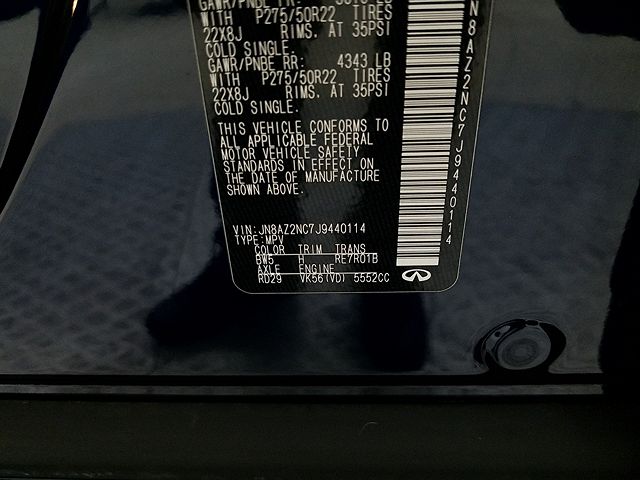 WITH P275/50R22 TIRES
22X8J RIMS. AT 35PSI
COLD SINGLE.
GAWR/PNBE RR: 4343 LB
WITH P275/50R22 TIRES
22X8J RIMS. AT 35PSI
COLD SINGLE.
THIS VEHICLE CONFORMS TO
ALL APPLICABLE FEDERAL
MOTOR VEHICLE SAFETY
STANDARDS IN EFFECT ON
THE DATE OF MANUFACTURE
SHOWN ABOVE.
VIN:JN8AZ2NC7J9440114
TYPE:MPV
COLOR TRIM TRANS
BW5 H RE7R01B
AXLE ENGINE
RD29 VK56(VD) 5552CC
N8AZ2NC7J9440114